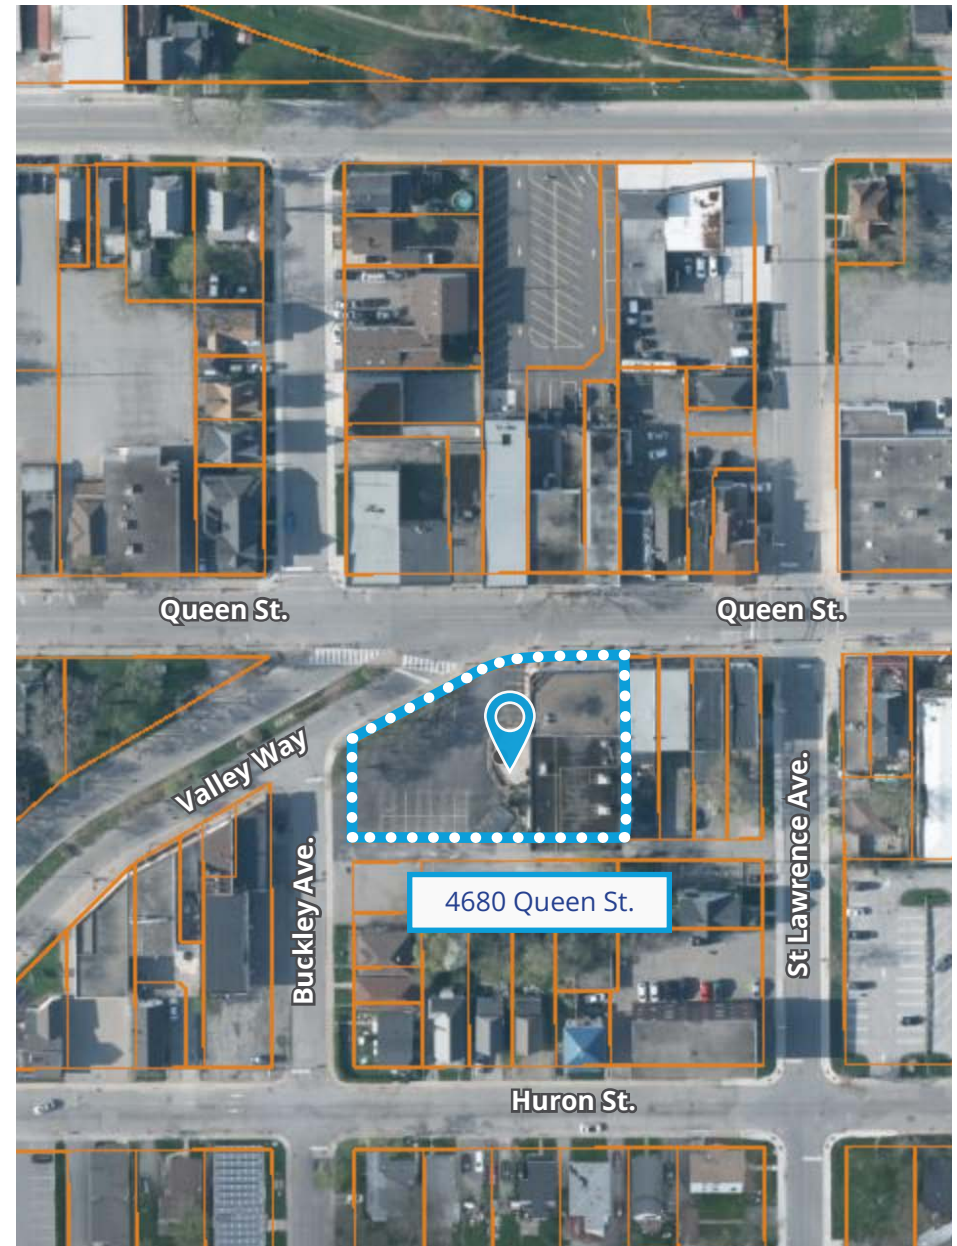 Queen St.
Queen St.
Valley Way
Buckley Ave.
St Lawrence Ave.
4680 Queen St.
Huron St.